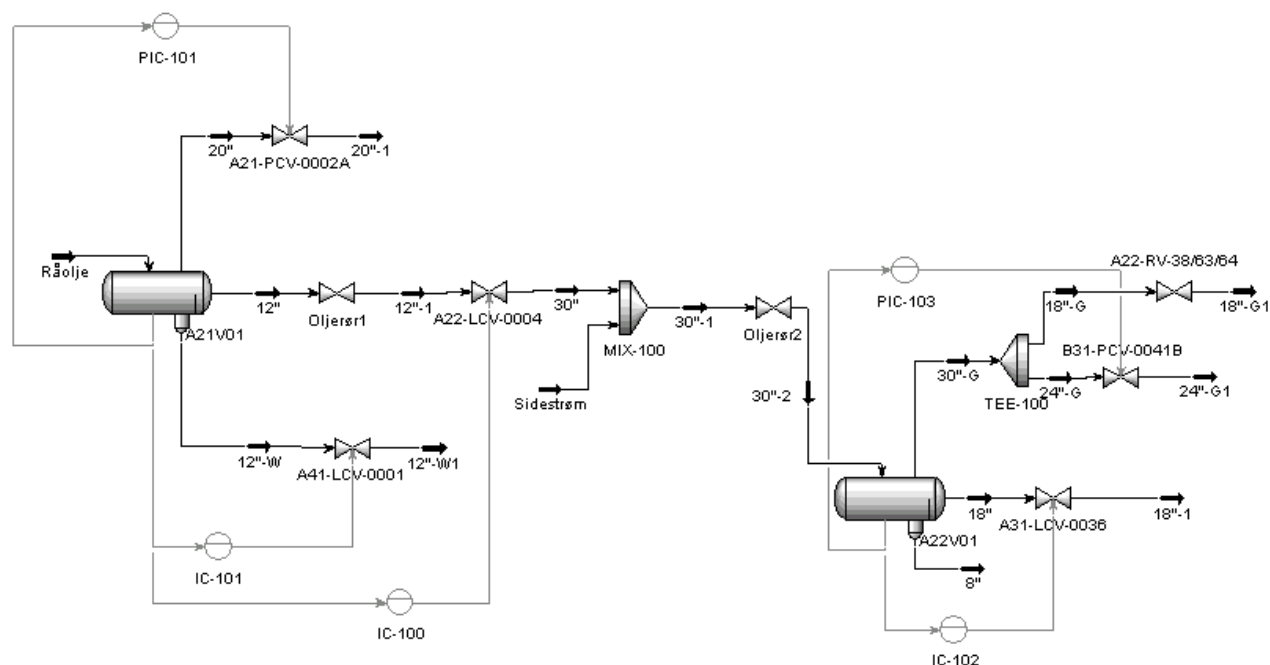 PIC-101
20"
20"-1
A21-PCV-0002A
Råolje
A22-RV-38/63/64
PIC-103
18"-G
18"-G1
12"
12"-1
30"
A22-LCV-0004
Oljerør1
30"-1
Oljerør2
A21V01
MIX-100
B31-PCV-0041B
30"-G
24"-G
24"-G1
TEE-100
Sidestrøm
30"-2
12"-W
12"-W1
A41-LCV-0001
18"
18"-1
A31-LCV-0036
A22V01
8"
IC-101
IC-100
IC-102